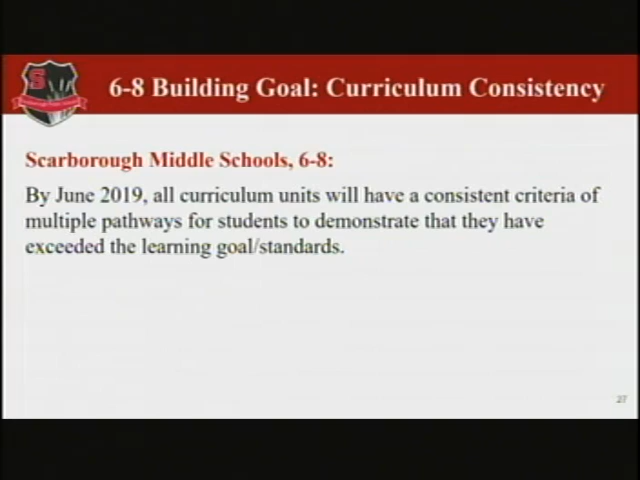 S
6-8 Building Goal: Curriculum Consistency
Scarborough Middle Schools, 6-8:
By June 2019, all curriculum units will have a consistent criteria of
multiple pathways for students to demonstrate that they have
exceeded the learning goal/standards.
27